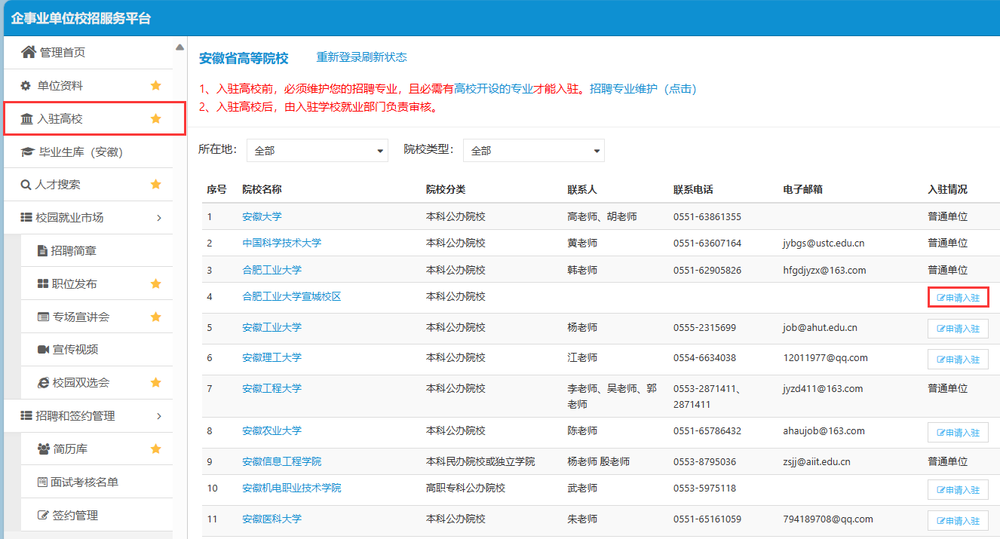 企事业单位校招服务平台
管理首页
单位资料
入驻高校
毕业生库（安徽）
人才搜索
校园就业市场
招聘简章
职位发布
专场宣讲会
宣传视频
校园双选会
招聘和签约管理
简历库
面试考核名单
签约管理
安徽省高等院校 重新登录刷新状态
1、入驻高校前，必须维护您的招聘专业，且必需有高校开设的专业才能入驻。招聘专业维护（点击）
2、入驻高校后，由入驻学校就业部门负责审核。
所在地： 全部 院校类型： 全部
序号 院校名称 院校分类 联系人 联系电话 电子邮箱 入驻情况
1 安徽大学 本科公办院校 高老师、胡老师 0551-63861355 普通单位
2 中国科学技术大学 本科公办院校 黄老师 0551-63607164 jybgs@ustc.edu.cn 普通单位
3 合肥工业大学 本科公办院校 韩老师 0551-62905826 hfgdjyzx@163.com 普通单位
4 合肥工业大学宣城校区 本科公办院校 申请入驻
5 安徽工业大学 本科公办院校 杨老师 0555-2315699 job@ahut.edu.cn 申请入驻
6 安徽理工大学 本科公办院校 江老师 0554-6634038 12011977@qq.com 申请入驻
7 安徽工程大学 本科公办院校 李老师、吴老师、郭 0553-2871411、 jyzd411@163.com 普通单位
老师 2871411
8 安徽农业大学 本科公办院校 陈老师 0551-65786432 ahaujob@163.com 申请入驻
9 安徽信息工程学院 本科民办院校或独立学院 杨老师 殷老师 0553-8795036 zsjj@aiit.edu.cn 普通单位
10 安徽机电职业技术学院 高职专科公办院校 武老师 0553-5975118 申请入驻
11 安徽医科大学 本科公办院校 朱老师 0551-65161059 794189708@qq.com 申请入驻